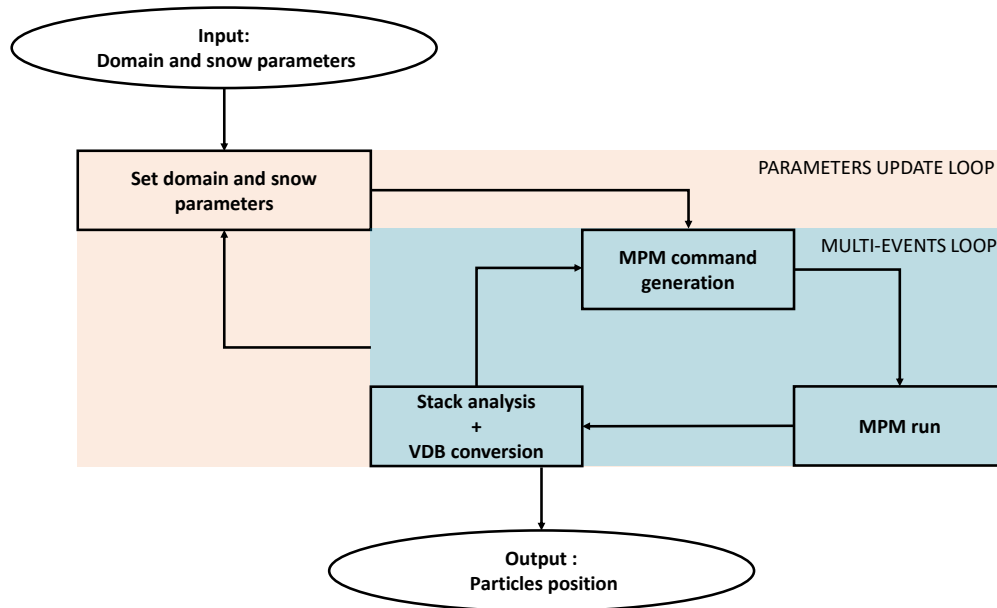 Input:
Domain and snow parameters
PARAMETERS UPDATE LOOP
Set domain and snow
parameters
MULTI-EVENTS LOOP
MPM command
generation
Stack analysis
+
VDB conversion
MPM run
Output :
Particles position